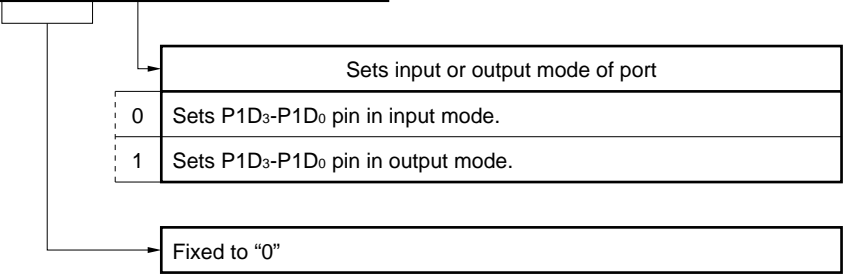 Sets input or output mode of port
0 Sets P1D₃-P1D₀ pin in input mode.
1 Sets P1D₃-P1D₀ pin in output mode.
Fixed to “0”